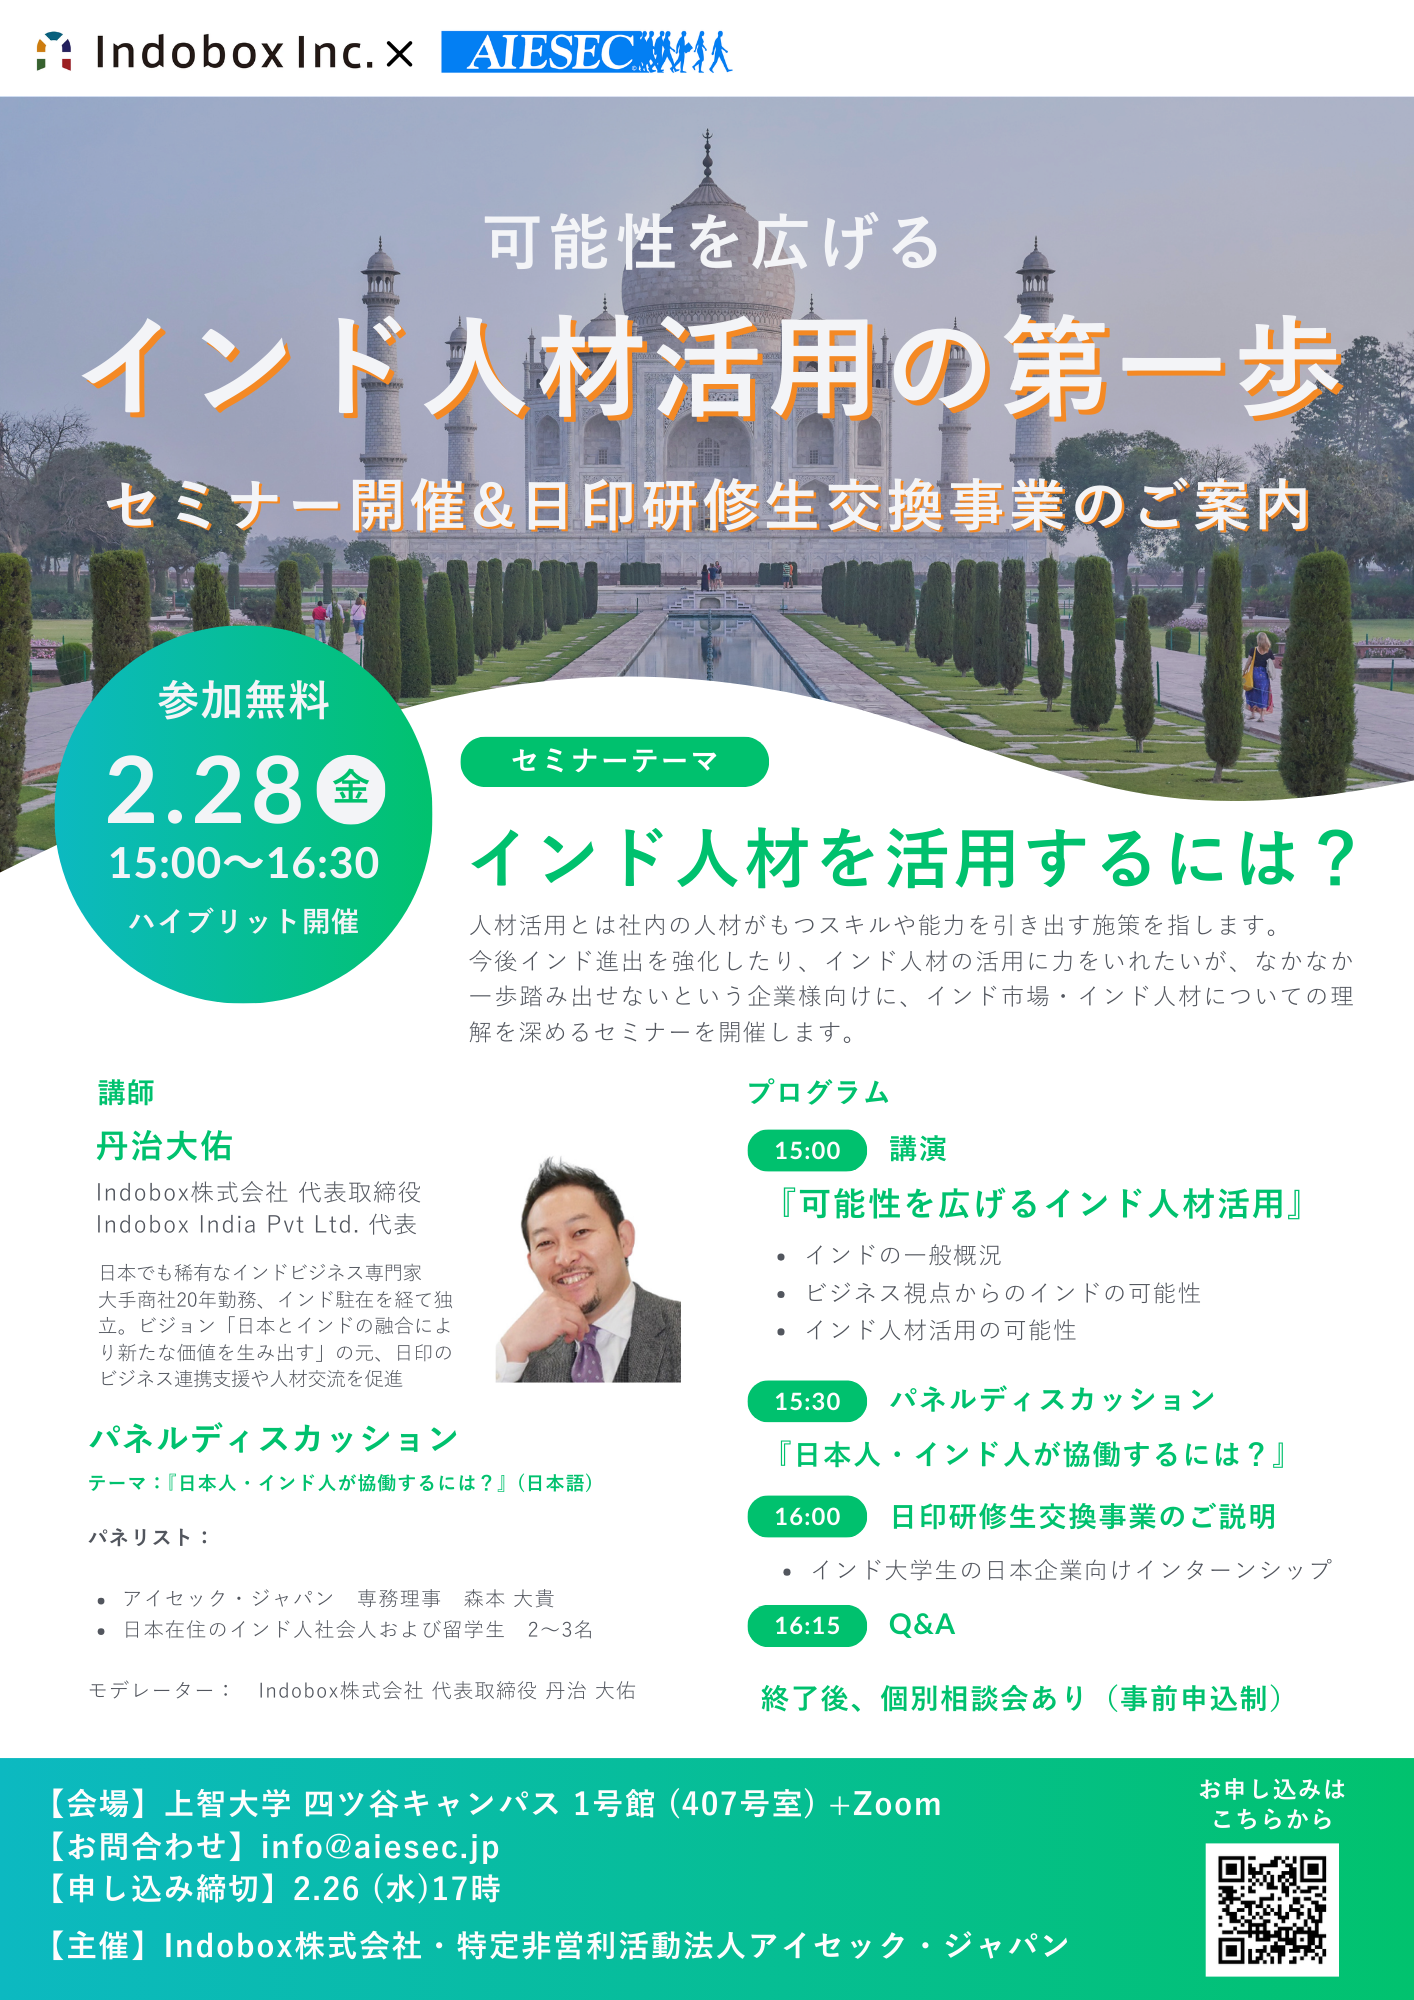 Indobox Inc. × AIESEC
可能性を広げる
インド人材活用の第一歩
セミナー開催&日印研修生交換事業のご案内
参加無料
2.28 金
15:00〜16:30
ハイブリット開催
セミナーテーマ
インド人材を活用するには？
人材活用とは社内の人材がもつスキルや能力を引き出す施策を指します。
今後インド進出を強化したり、インド人材の活用に力をいれたいが、なかなか
一歩踏み出せないという企業様向けに、インド市場・インド人材についての理
解を深めるセミナーを開催します。
講師
丹治大佑
Indobox株式会社 代表取締役
Indobox India Pvt Ltd. 代表
日本でも稀有なインドビジネス専門家
大手商社20年勤務、インド駐在を経て独
立。ビジョン「日本とインドの融合によ
り新たな価値を生み出す」の元、日印の
ビジネス連携支援や人材交流を促進
パネルディスカッション
テーマ：『日本人・インド人が協働するには？』（日本語）
パネリスト：
• アイセック・ジャパン　専務理事　森本 大貴
• 日本在住のインド人社会人および留学生　2〜3名
モデレーター：　Indobox株式会社 代表取締役 丹治 大佑
プログラム
15:00 講演
『可能性を広げるインド人材活用』
• インドの一般概況
• ビジネス視点からのインドの可能性
• インド人材活用の可能性
15:30 パネルディスカッション
『日本人・インド人が協働するには？』
16:00 日印研修生交換事業のご説明
• インド大学生の日本企業向けインターンシップ
16:15 Q&A
終了後、個別相談会あり（事前申込制）
【会場】上智大学 四ツ谷キャンパス 1号館（407号室）+Zoom
【お問合わせ】info@aiesec.jp
【申し込み締切】2.26 (水)17時
【主催】Indobox株式会社・特定非営利活動法人アイセック・ジャパン
お申し込みは
こちらから